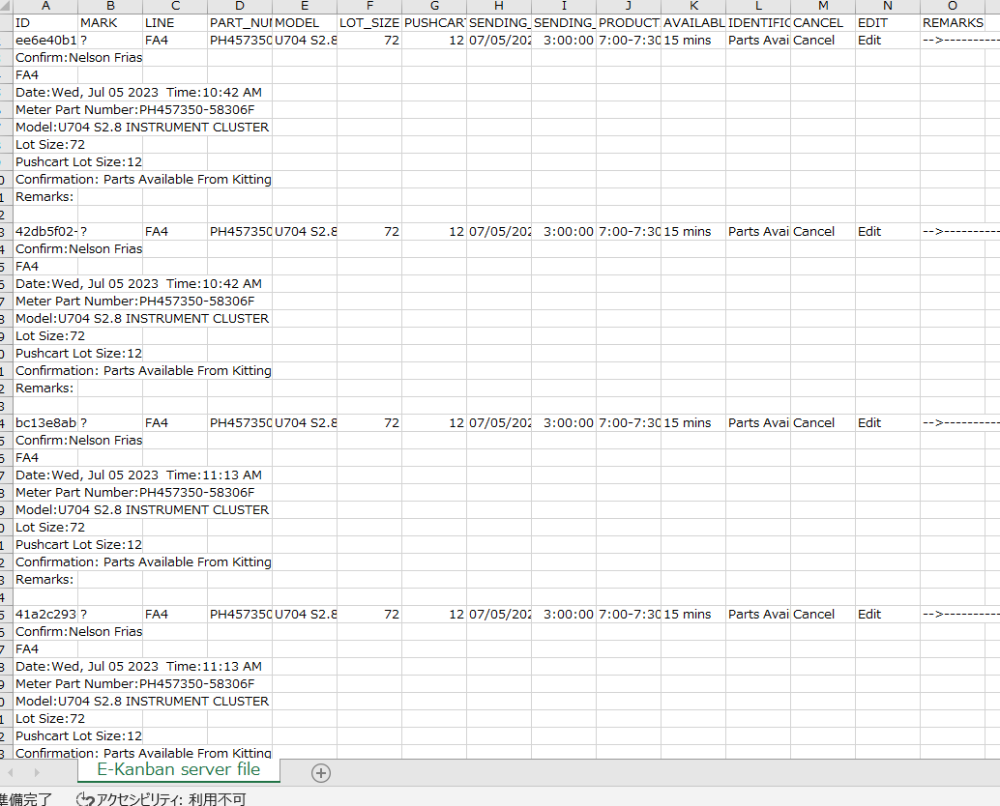 A B C D E F G H I J K L M N O
ID MARK LINE PART_NU MODEL LOT_SIZE PUSHCAR SENDING_ SENDING_ PRODUCT AVAILABL IDENTIFIC CANCEL EDIT REMARKS
ee6e40b1 ? FA4 PH457350 U704 S2.8 72 12 07/05/202 3:00:00 7:00-7:30 15 mins Parts Avai Cancel Edit -->----------
Confirm:Nelson Frias
FA4
Date:Wed, Jul 05 2023 Time:10:42 AM
Meter Part Number:PH457350-58306F
Model:U704 S2.8 INSTRUMENT CLUSTER
Lot Size:72
Pushcart Lot Size:12
Confirmation: Parts Available From Kitting
Remarks:
42db5f02- ? FA4 PH457350 U704 S2.8 72 12 07/05/202 3:00:00 7:00-7:30 15 mins Parts Avai Cancel Edit -->----------
Confirm:Nelson Frias
FA4
Date:Wed, Jul 05 2023 Time:10:42 AM
Meter Part Number:PH457350-58306F
Model:U704 S2.8 INSTRUMENT CLUSTER
Lot Size:72
Pushcart Lot Size:12
Confirmation: Parts Available From Kitting
Remarks:
bc13e8ab ? FA4 PH457350 U704 S2.8 72 12 07/05/202 3:00:00 7:00-7:30 15 mins Parts Avai Cancel Edit -->----------
Confirm:Nelson Frias
FA4
Date:Wed, Jul 05 2023 Time:11:13 AM
Meter Part Number:PH457350-58306F
Model:U704 S2.8 INSTRUMENT CLUSTER
Lot Size:72
Pushcart Lot Size:12
Confirmation: Parts Available From Kitting
Remarks:
41a2c293 ? FA4 PH457350 U704 S2.8 72 12 07/05/202 3:00:00 7:00-7:30 15 mins Parts Avai Cancel Edit -->----------
Confirm:Nelson Frias
FA4
Date:Wed, Jul 05 2023 Time:11:13 AM
Meter Part Number:PH457350-58306F
Model:U704 S2.8 INSTRUMENT CLUSTER
Lot Size:72
Pushcart Lot Size:12
Confirmation: Parts Available From Kitting
E-Kanban server file
準備完了 アクセシビリティ: 利用不可